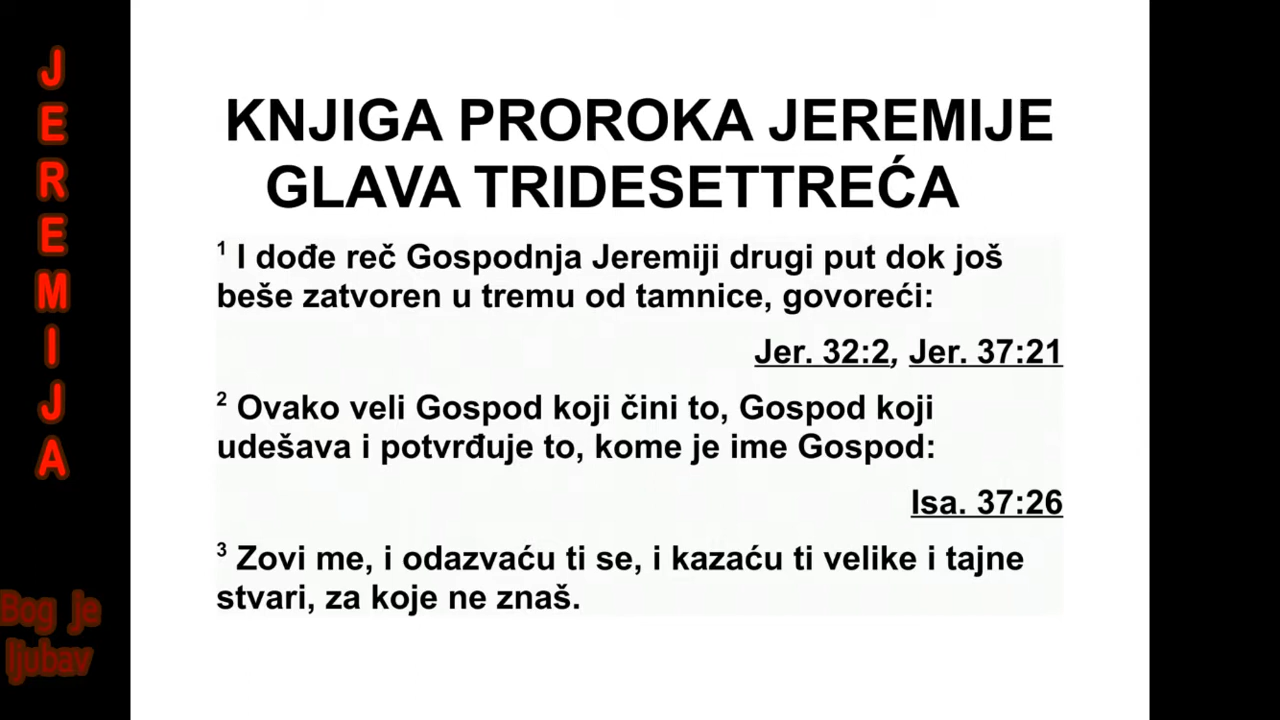 JEREMIJA
Bog je
ljubav
KNJIGA PROROKA JEREMIJE
GLAVA TRIDESETTREĆA
1 I dođe reč Gospodnja Jeremiji drugi put dok još
beše zatvoren u tremu od tamnice, govoreći:
Jer. 32:2, Jer. 37:21
2 Ovako veli Gospod koji čini to, Gospod koji
udešava i potvrđuje to, kome je ime Gospod:
Isa. 37:26
3 Zovi me, i odazvaću ti se, i kazaću ti velike i tajne
stvari, za koje ne znaš.